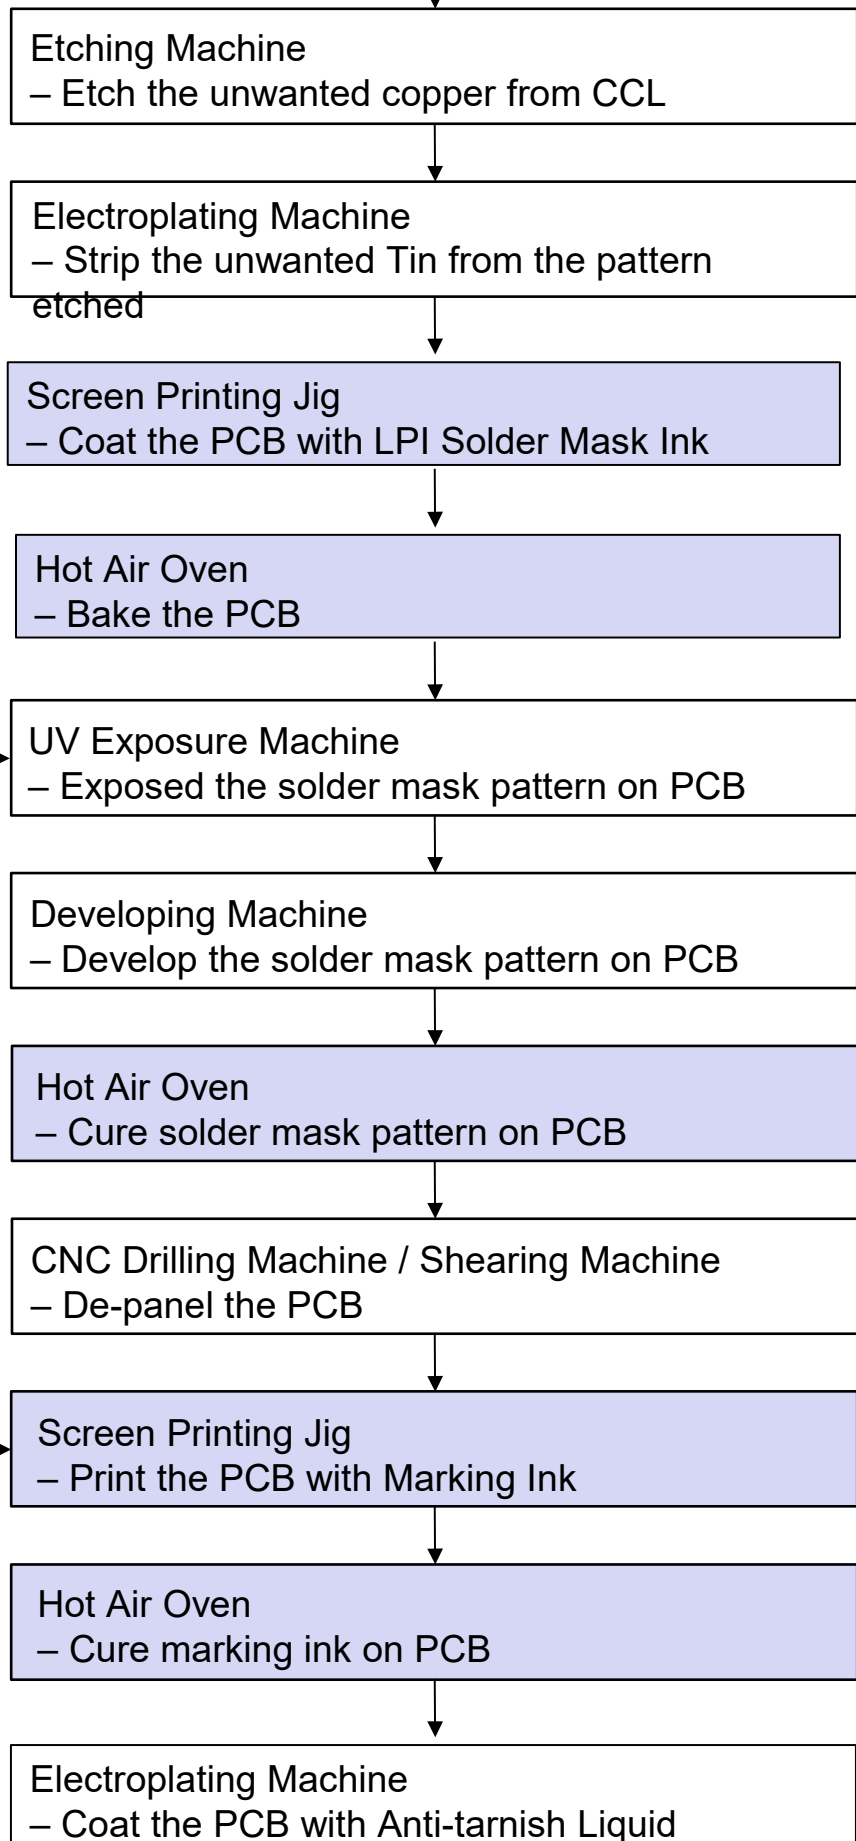 Etching Machine
– Etch the unwanted copper from CCL
Electroplating Machine
– Strip the unwanted Tin from the pattern
etched
Screen Printing Jig
– Coat the PCB with LPI Solder Mask Ink
Hot Air Oven
– Bake the PCB
UV Exposure Machine
– Exposed the solder mask pattern on PCB
Developing Machine
– Develop the solder mask pattern on PCB
Hot Air Oven
– Cure solder mask pattern on PCB
CNC Drilling Machine / Shearing Machine
– De-panel the PCB
Screen Printing Jig
– Print the PCB with Marking Ink
Hot Air Oven
– Cure marking ink on PCB
Electroplating Machine
– Coat the PCB with Anti-tarnish Liquid